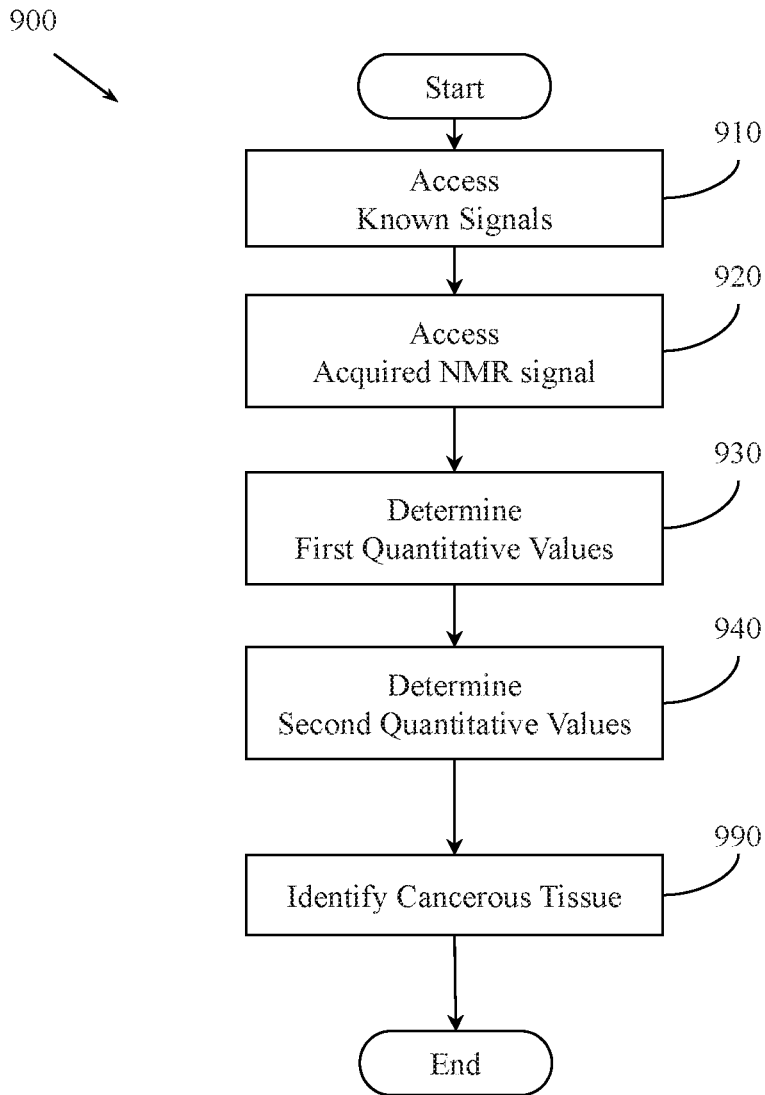 900
Start
910
Access
Known Signals
920
Access
Acquired NMR signal
930
Determine
First Quantitative Values
940
Determine
Second Quantitative Values
990
Identify Cancerous Tissue
End